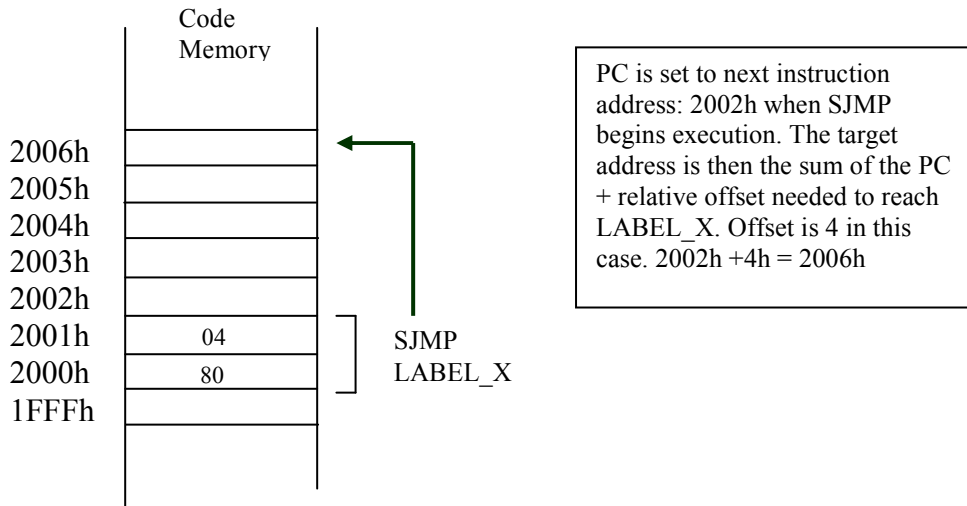 Code
Memory
PC is set to next instruction
address: 2002h when SJMP
begins execution. The target
address is then the sum of the PC
+ relative offset needed to reach
LABEL_X. Offset is 4 in this
case. 2002h +4h = 2006h
2006h
2005h
2004h
2003h
2002h
2001h 04
2000h 80
1FFFh
SJMP
LABEL_X